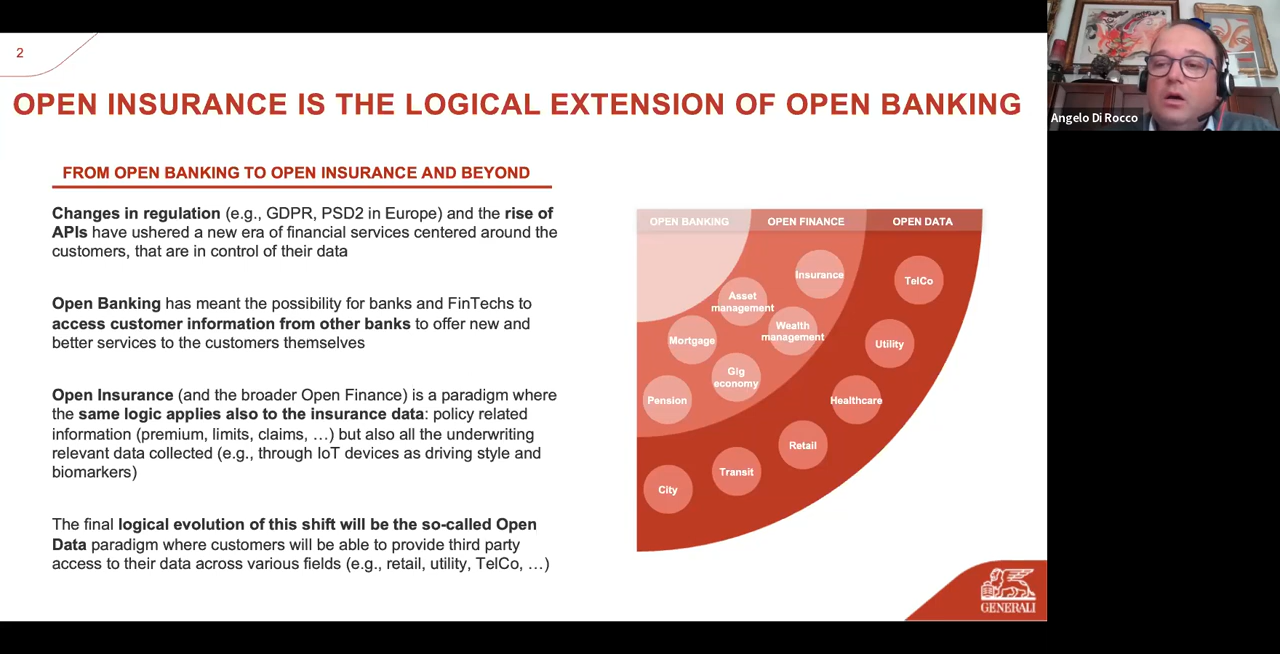 2
OPEN INSURANCE IS THE LOGICAL EXTENSION OF OPEN BANKING
Angelo Di Rocco
FROM OPEN BANKING TO OPEN INSURANCE AND BEYOND
Changes in regulation (e.g., GDPR, PSD2 in Europe) and the rise of
APIs have ushered a new era of financial services centered around the
customers, that are in control of their data
Open Banking has meant the possibility for banks and FinTechs to
access customer information from other banks to offer new and
better services to the customers themselves
Open Insurance (and the broader Open Finance) is a paradigm where
the same logic applies also to the insurance data: policy related
information (premium, limits, claims, …) but also all the underwriting
relevant data collected (e.g., through IoT devices as driving style and
biomarkers)
The final logical evolution of this shift will be the so-called Open
Data paradigm where customers will be able to provide third party
access to their data across various fields (e.g., retail, utility, TelCo, …)
OPEN BANKING
OPEN FINANCE
OPEN DATA
Insurance
TelCo
Asset
management
Wealth
management
Mortgage
Utility
Gig
economy
Pension
Healthcare
Retail
Transit
City
GENERALI